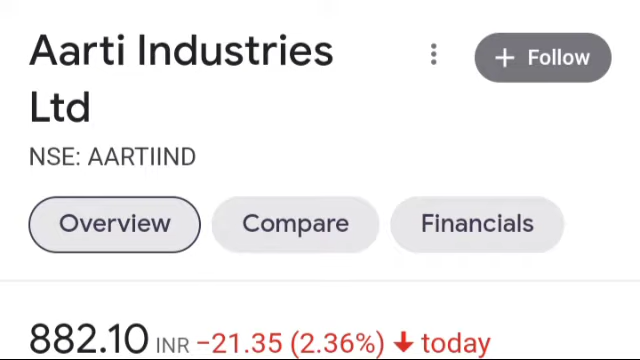 Aarti Industries
Ltd
+ Follow
NSE: AARTIIND
Overview Compare Financials
882.10 INR −21.35 (2.36%) ↓ today